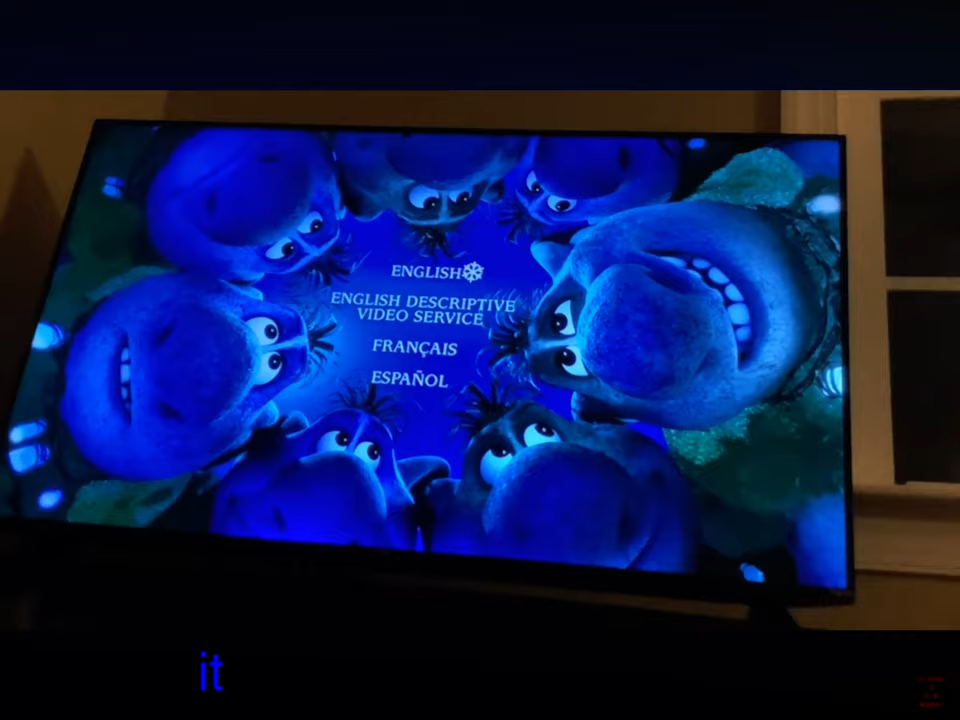 ENGLISH
ENGLISH DESCRIPTIVE
VIDEO SERVICE
FRANÇAIS
ESPAÑOL
it